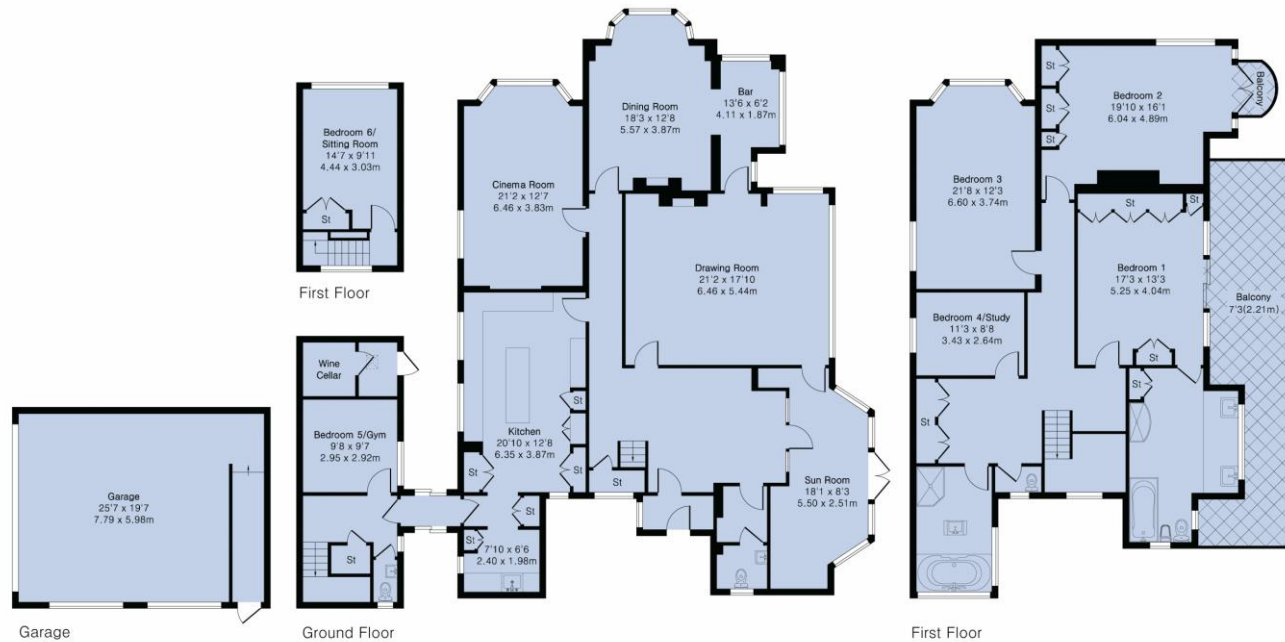 Bedroom 6/
Sitting Room
14'7 x 9'11
4.44 x 3.03m
St
First Floor
Wine
Cellar
Bedroom 5/Gym
9'8 x 9'7
2.95 x 2.92m
St
Garage
25'7 x 19'7
7.79 x 5.98m
Garage
Ground Floor
Dining Room
18'3 x 12'8
5.57 x 3.87m
Bar
13'6 x 6'2
4.11 x 1.87m
Cinema Room
21'2 x 12'7
6.46 x 3.83m
Drawing Room
21'2 x 17'10
6.46 x 5.44m
St
Kitchen
20'10 x 12'8
6.35 x 3.87m
St
St
St
St
St
7'10 x 6'6
2.40 x 1.98m
Sun Room
18'1 x 8'3
5.50 x 2.51m
St
St
St
Bedroom 2
19'10 x 16'1
6.04 x 4.89m
Balcony
Bedroom 3
21'8 x 12'3
6.60 x 3.74m
St
St
Bedroom 1
17'3 x 13'3
5.25 x 4.04m
Balcony
7'3(2.21m)
Bedroom 4/Study
11'3 x 8'8
3.43 x 2.64m
St
St
St
First Floor